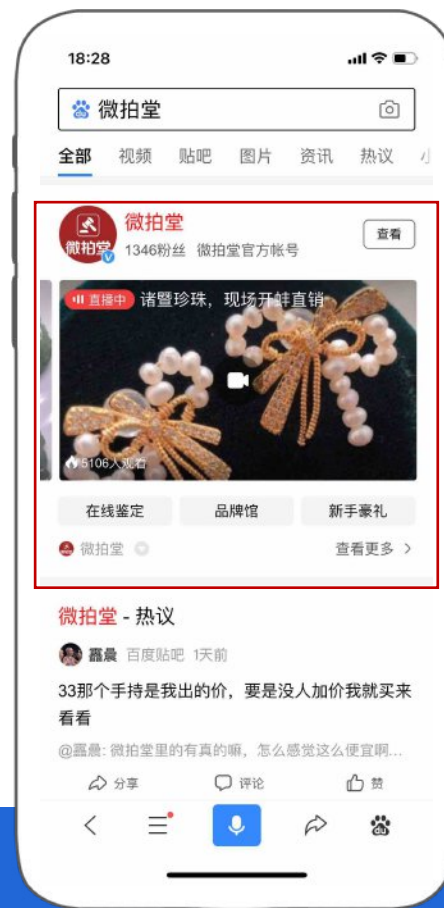 18:28
微拍堂
全部 视频 贴吧 图片 资讯 热议
微拍堂
微拍堂
1346粉丝 微拍堂官方帐号
查看
直播中 诸暨珍珠，现场开蚌直销
5106人观看
在线鉴定 品牌馆 新手豪礼
微拍堂
查看更多 >
微拍堂 - 热议
百度贴吧 1天前
33那个手持是我出的价，要是没人加价我就买来
看看
微拍堂里的有真的嘛，怎么感觉这么便宜啊...
分享 评论 赞
du